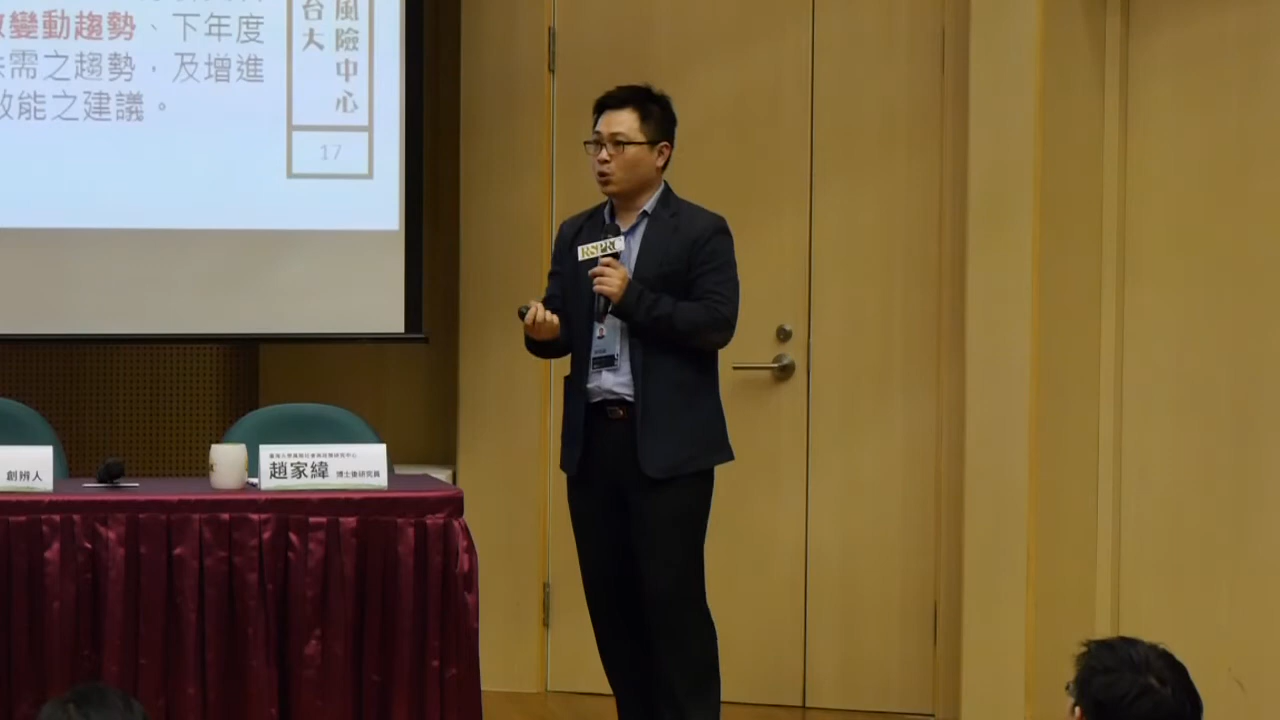 變動趨勢、下年度
需之趨勢，及增進
效能之建議。
風險中心
台大
17
RSPRC
創辦人
趙家緯 博士後研究員